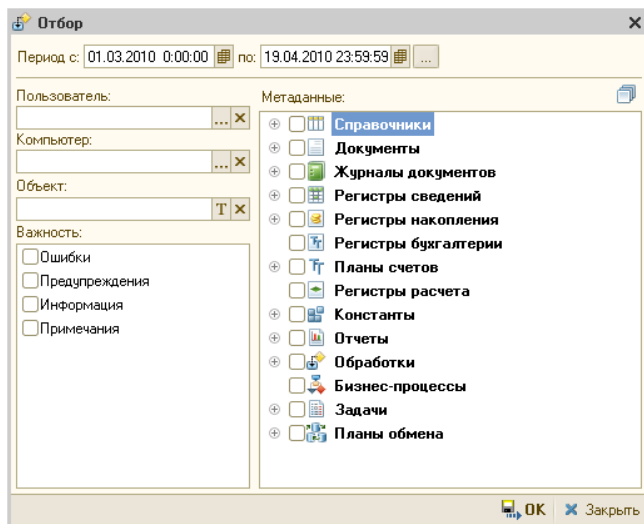 Отбор
Период с: 01.03.2010 0:00:00 по: 19.04.2010 23:59:59 ...
Пользователь:
...
Компьютер:
...
Объект:
T
Важность:
Ошибки
Предупреждения
Информация
Примечания
Метаданные:
Справочники
Документы
Журналы документов
Регистры сведений
Регистры накопления
Регистры бухгалтерии
Планы счетов
Регистры расчета
Константы
Отчеты
Обработки
Бизнес-процессы
Задачи
Планы обмена
OK Закрыть